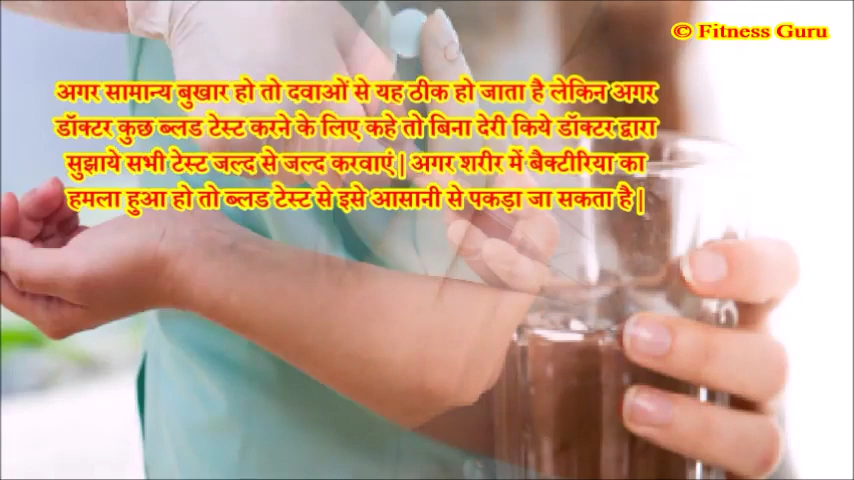 © Fitness Guru
अगर सामान्य बुखार हो तो दवाओं से यह ठीक हो जाता है लेकिन अगर
डॉक्टर कुछ ब्लड टेस्ट करने के लिए कहे तो बिना देरी किये डॉक्टर द्वारा
सुझाये सभी टेस्ट जल्द से जल्द करवाएं | अगर शरीर में बैक्टीरिया का
हमला हुआ हो तो ब्लड टेस्ट से इसे आसानी से पकड़ा जा सकता है |